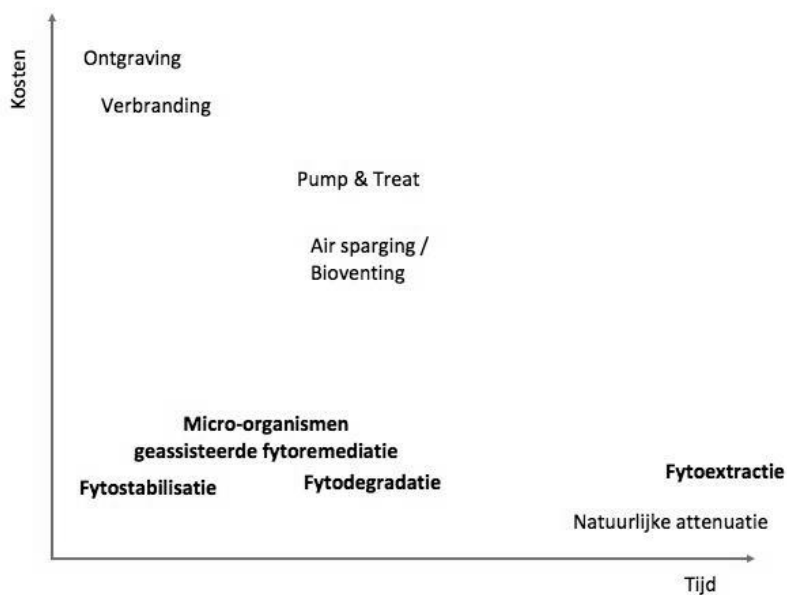 Kosten
Ontgraving
Verbranding
Pump & Treat
Air sparging /
Bioventing
Micro-organismen
geassisteerde fytoremediatie
Fytostabilisatie
Fytodegradatie
Fytoextractie
Natuurlijke attenuatie
Tijd